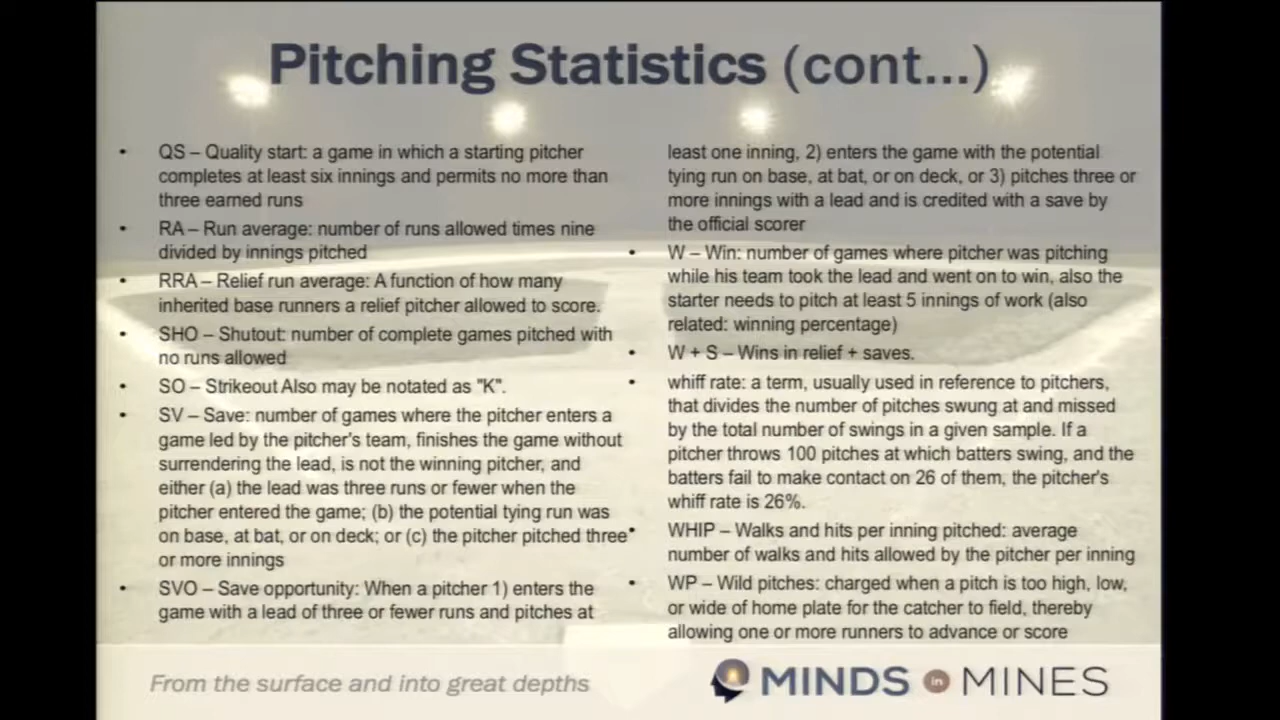 Pitching Statistics (cont...)
• QS – Quality start: a game in which a starting pitcher
completes at least six innings and permits no more than
three earned runs
• RA – Run average: number of runs allowed times nine
divided by innings pitched
• RRA – Relief run average: A function of how many
inherited base runners a relief pitcher allowed to score.
• SHO – Shutout: number of complete games pitched with
no runs allowed
• SO – Strikeout Also may be notated as "K".
• SV – Save: number of games where the pitcher enters a
game led by the pitcher's team, finishes the game without
surrendering the lead, is not the winning pitcher, and
either (a) the lead was three runs or fewer when the
pitcher entered the game; (b) the potential tying run was
on base, at bat, or on deck; or (c) the pitcher pitched three
or more innings
• SVO – Save opportunity: When a pitcher 1) enters the
game with a lead of three or fewer runs and pitches at
least one inning, 2) enters the game with the potential
tying run on base, at bat, or on deck, or 3) pitches three or
more innings with a lead and is credited with a save by
the official scorer
• W – Win: number of games where pitcher was pitching
while his team took the lead and went on to win, also the
starter needs to pitch at least 5 innings of work (also
related: winning percentage)
• W + S – Wins in relief + saves.
• whiff rate: a term, usually used in reference to pitchers,
that divides the number of pitches swung at and missed
by the total number of swings in a given sample. If a
pitcher throws 100 pitches at which batters swing, and the
batters fail to make contact on 26 of them, the pitcher's
whiff rate is 26%.
• WHIP – Walks and hits per inning pitched: average
number of walks and hits allowed by the pitcher per inning
• WP – Wild pitches: charged when a pitch is too high, low,
or wide of home plate for the catcher to field, thereby
allowing one or more runners to advance or score
From the surface and into great depths
MINDS in MINES